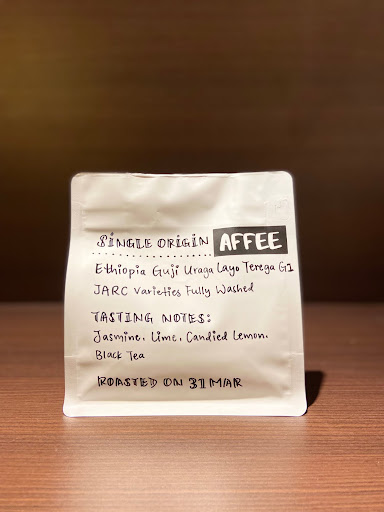 SINGLE ORIGIN AFFEE
Ethiopia Guji Uraga Layo Terega G1
JARC Varieties Fully Washed
TASTING NOTES:
Jasmine, Lime, Candied Lemon,
Black Tea
ROASTED ON 31 MAR